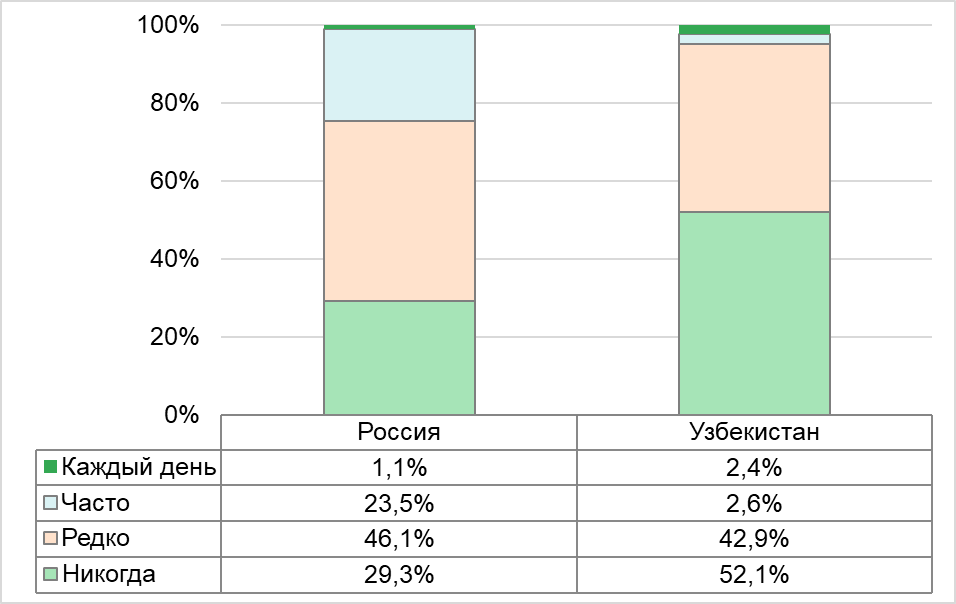 100%
80%
60%
40%
20%
0%
Россия Узбекистан
Каждый день 1,1% 2,4%
Часто 23,5% 2,6%
Редко 46,1% 42,9%
Никогда 29,3% 52,1%